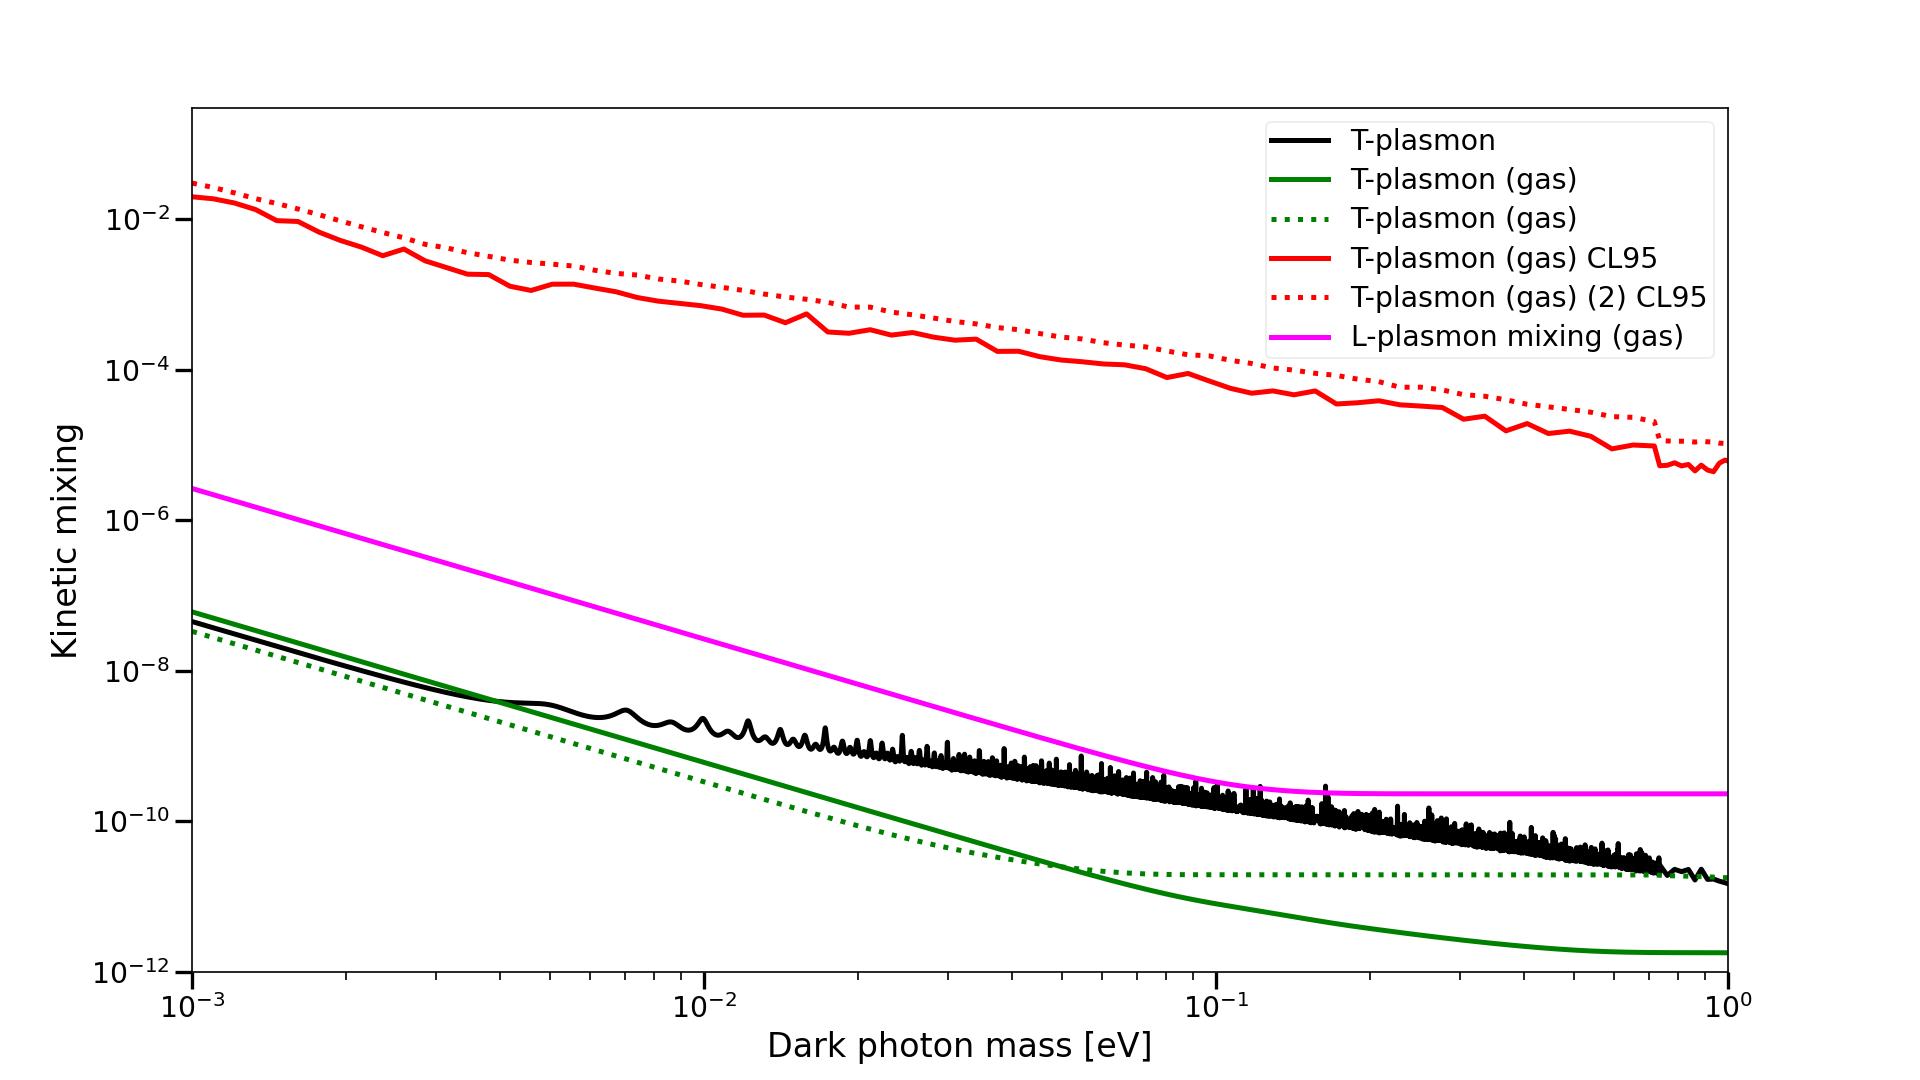 T-plasmon
T-plasmon (gas)
T-plasmon (gas)
T-plasmon (gas) CL95
T-plasmon (gas) (2) CL95
L-plasmon mixing (gas)
Kinetic mixing
10⁻²
10⁻⁴
10⁻⁶
10⁻⁸
10⁻¹⁰
10⁻¹²
10⁻³ 10⁻² 10⁻¹ 10⁰
Dark photon mass [eV]